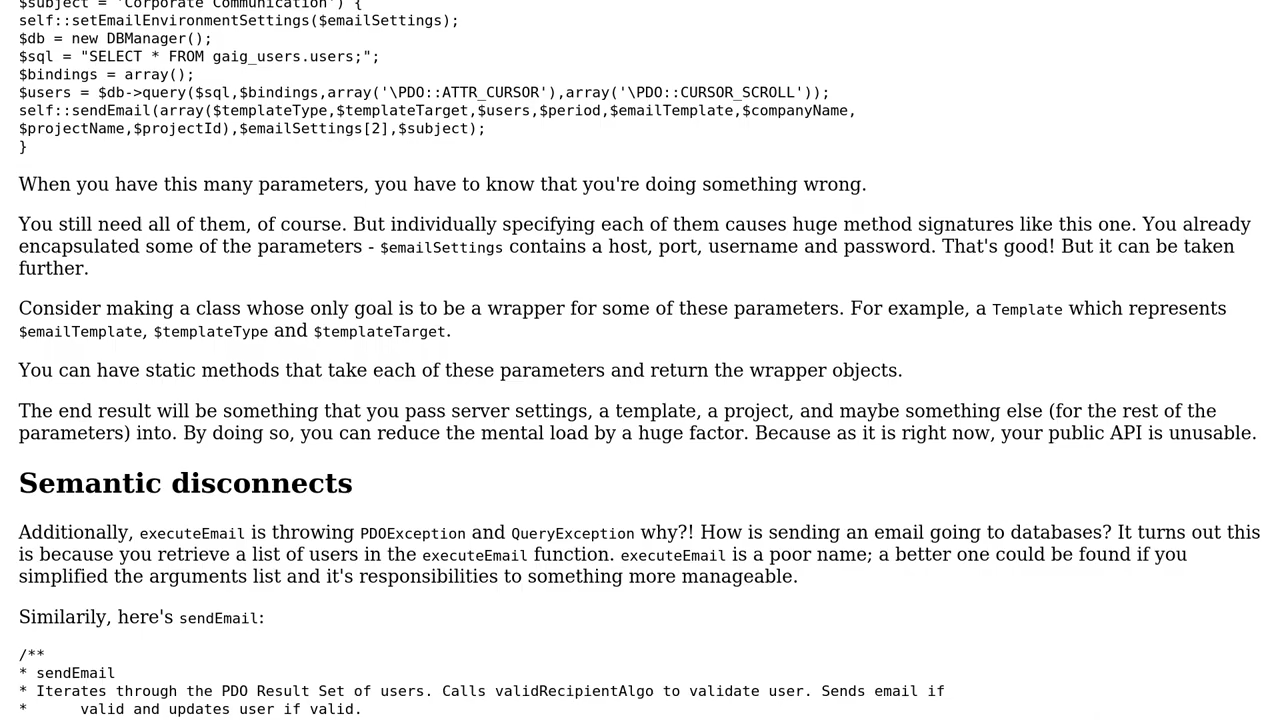 $subject = 'Corporate Communication') {
self::setEmailEnvironmentSettings($emailSettings);
$db = new DBManager();
$sql = "SELECT * FROM gaig_users.users;";
$bindings = array();
$users = $db->query($sql,$bindings,array('\PDO::ATTR_CURSOR'),array('\PDO::CURSOR_SCROLL'));
self::sendEmail(array($templateType,$templateTarget,$users,$period,$emailTemplate,$companyName,
$projectName,$projectId),$emailSettings[2],$subject);
}
When you have this many parameters, you have to know that you're doing something wrong.
You still need all of them, of course. But individually specifying each of them causes huge method signatures like this one. You already
encapsulated some of the parameters - $emailSettings contains a host, port, username and password. That's good! But it can be taken
further.
Consider making a class whose only goal is to be a wrapper for some of these parameters. For example, a Template which represents
$emailTemplate, $templateType and $templateTarget.
You can have static methods that take each of these parameters and return the wrapper objects.
The end result will be something that you pass server settings, a template, a project, and maybe something else (for the rest of the
parameters) into. By doing so, you can reduce the mental load by a huge factor. Because as it is right now, your public API is unusable.
Semantic disconnects
Additionally, executeEmail is throwing PDOException and QueryException why?! How is sending an email going to databases? It turns out this
is because you retrieve a list of users in the executeEmail function. executeEmail is a poor name; a better one could be found if you
simplified the arguments list and it's responsibilities to something more manageable.
Similarily, here's sendEmail:
/**
* sendEmail
* Iterates through the PDO Result Set of users. Calls validRecipientAlgo to validate user. Sends email if
*      valid and updates user if valid.